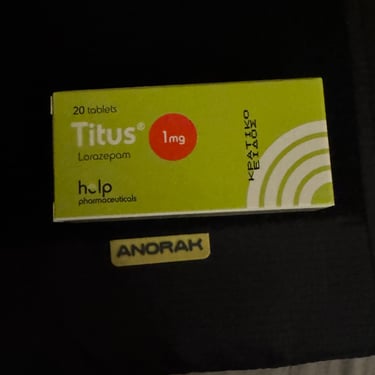 20 tablets
Titus®
1mg
Lorazepam
help
pharmaceuticals
ΚΡΑΤΙΚΟ
ΕΙΔΟΣ
ANORAK